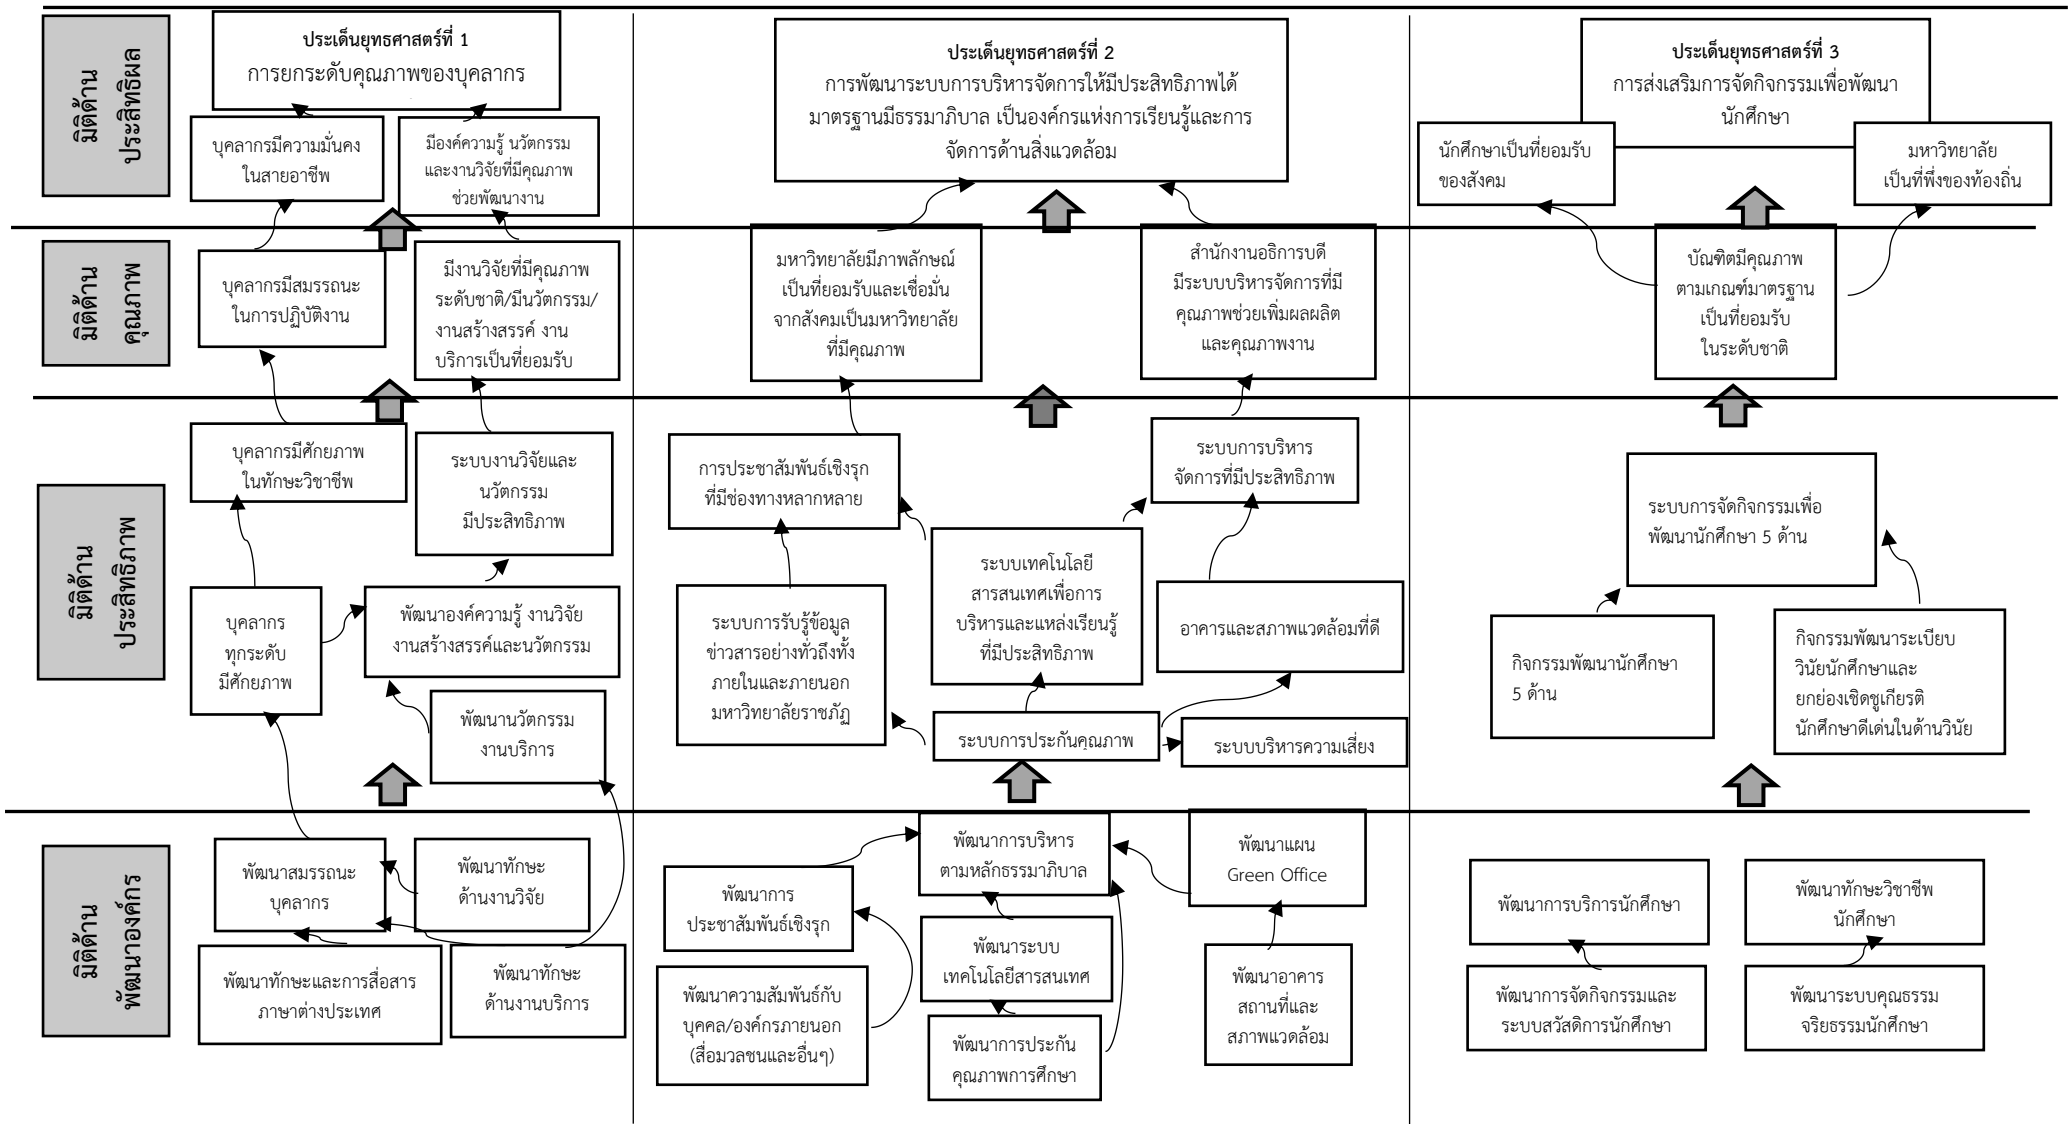 มิติด้าน
ประสิทธิผล
ประเด็นยุทธศาสตร์ที่ 1
การยกระดับคุณภาพของบุคลากร
บุคลากรมีความมั่นคง
ในสายอาชีพ
มีองค์ความรู้ นวัตกรรม
และงานวิจัยที่มีคุณภาพ
ช่วยพัฒนางาน
ประเด็นยุทธศาสตร์ที่ 2
การพัฒนาระบบการบริหารจัดการให้มีประสิทธิภาพได้
มาตรฐานมีธรรมาภิบาล เป็นองค์กรแห่งการเรียนรู้และการ
จัดการด้านสิ่งแวดล้อม
ประเด็นยุทธศาสตร์ที่ 3
การส่งเสริมการจัดกิจกรรมเพื่อพัฒนา
นักศึกษา
นักศึกษาเป็นที่ยอมรับ
ของสังคม
มหาวิทยาลัย
เป็นที่พึ่งของท้องถิ่น
มิติด้าน
คุณภาพ
บุคลากรมีสมรรถนะ
ในการปฏิบัติงาน
มีงานวิจัยที่มีคุณภาพ
ระดับชาติ/มีนวัตกรรม/
งานสร้างสรรค์ งาน
บริการเป็นที่ยอมรับ
มหาวิทยาลัยมีภาพลักษณ์
เป็นที่ยอมรับและเชื่อมั่น
จากสังคมเป็นมหาวิทยาลัย
ที่มีคุณภาพ
สำนักงานอธิการบดี
มีระบบบริหารจัดการที่มี
คุณภาพช่วยเพิ่มผลผลิต
และคุณภาพงาน
บัณฑิตมีคุณภาพ
ตามเกณฑ์มาตรฐาน
เป็นที่ยอมรับ
ในระดับชาติ
มิติด้าน
ประสิทธิภาพ
บุคลากรมีศักยภาพ
ในทักษะวิชาชีพ
ระบบงานวิจัยและ
นวัตกรรม
มีประสิทธิภาพ
บุคลากร
ทุกระดับ
มีศักยภาพ
พัฒนาองค์ความรู้ งานวิจัย
งานสร้างสรรค์และนวัตกรรม
พัฒนานวัตกรรม
งานบริการ
การประชาสัมพันธ์เชิงรุก
ที่มีช่องทางหลากหลาย
ระบบการบริหาร
จัดการที่มีประสิทธิภาพ
ระบบเทคโนโลยี
สารสนเทศเพื่อการ
บริหารและแหล่งเรียนรู้
ที่มีประสิทธิภาพ
ระบบการรับรู้ข้อมูล
ข่าวสารอย่างทั่วถึงทั้ง
ภายในและภายนอก
มหาวิทยาลัยราชภัฏ
อาคารและสภาพแวดล้อมที่ดี
ระบบการประกันคุณภาพ
ระบบบริหารความเสี่ยง
ระบบการจัดกิจกรรมเพื่อ
พัฒนานักศึกษา 5 ด้าน
กิจกรรมพัฒนานักศึกษา
5 ด้าน
กิจกรรมพัฒนาระเบียบ
วินัยนักศึกษาและ
ยกย่องเชิดชูเกียรติ
นักศึกษาดีเด่นในด้านวินัย
มิติด้าน
พัฒนาองค์กร
พัฒนาสมรรถนะ
บุคลากร
พัฒนาทักษะ
ด้านงานวิจัย
พัฒนาทักษะและการสื่อสาร
ภาษาต่างประเทศ
พัฒนาทักษะ
ด้านงานบริการ
พัฒนาการบริหาร
ตามหลักธรรมาภิบาล
พัฒนาแผน
Green Office
พัฒนาการ
ประชาสัมพันธ์เชิงรุก
พัฒนาระบบ
เทคโนโลยีสารสนเทศ
พัฒนาความสัมพันธ์กับ
บุคคล/องค์กรภายนอก
(สื่อมวลชนและอื่นๆ)
พัฒนาการประกัน
คุณภาพการศึกษา
พัฒนาอาคาร
สถานที่และ
สภาพแวดล้อม
พัฒนาการบริการนักศึกษา
พัฒนาทักษะวิชาชีพ
นักศึกษา
พัฒนาการจัดกิจกรรมและ
ระบบสวัสดิการนักศึกษา
พัฒนาระบบคุณธรรม
จริยธรรมนักศึกษา